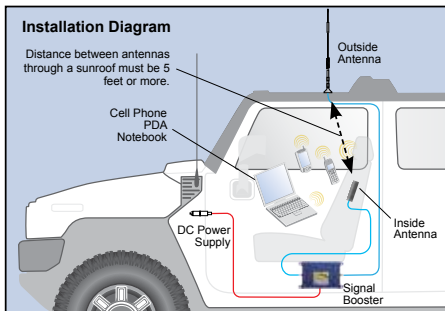 Installation Diagram
Distance between antennas
through a sunroof must be 5
feet or more.
Outside
Antenna
Cell Phone
PDA
Notebook
DC Power
Supply
Inside
Antenna
Signal
Booster